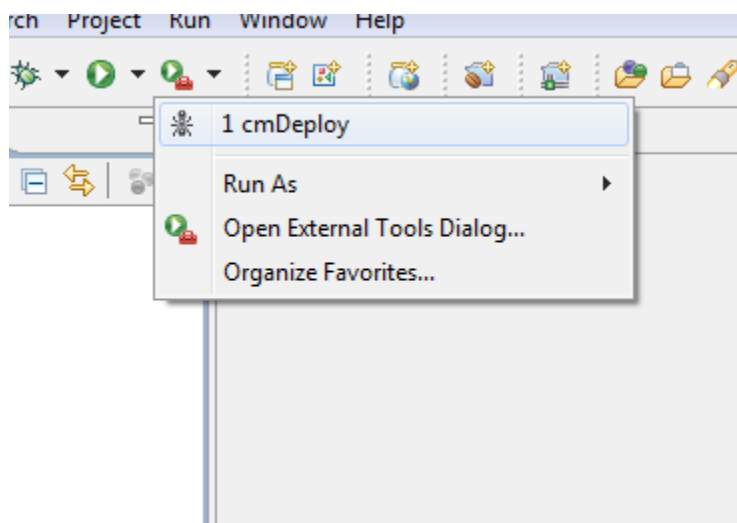 rch Project Run Window Help
1 cmDeploy
Run As
Open External Tools Dialog...
Organize Favorites...